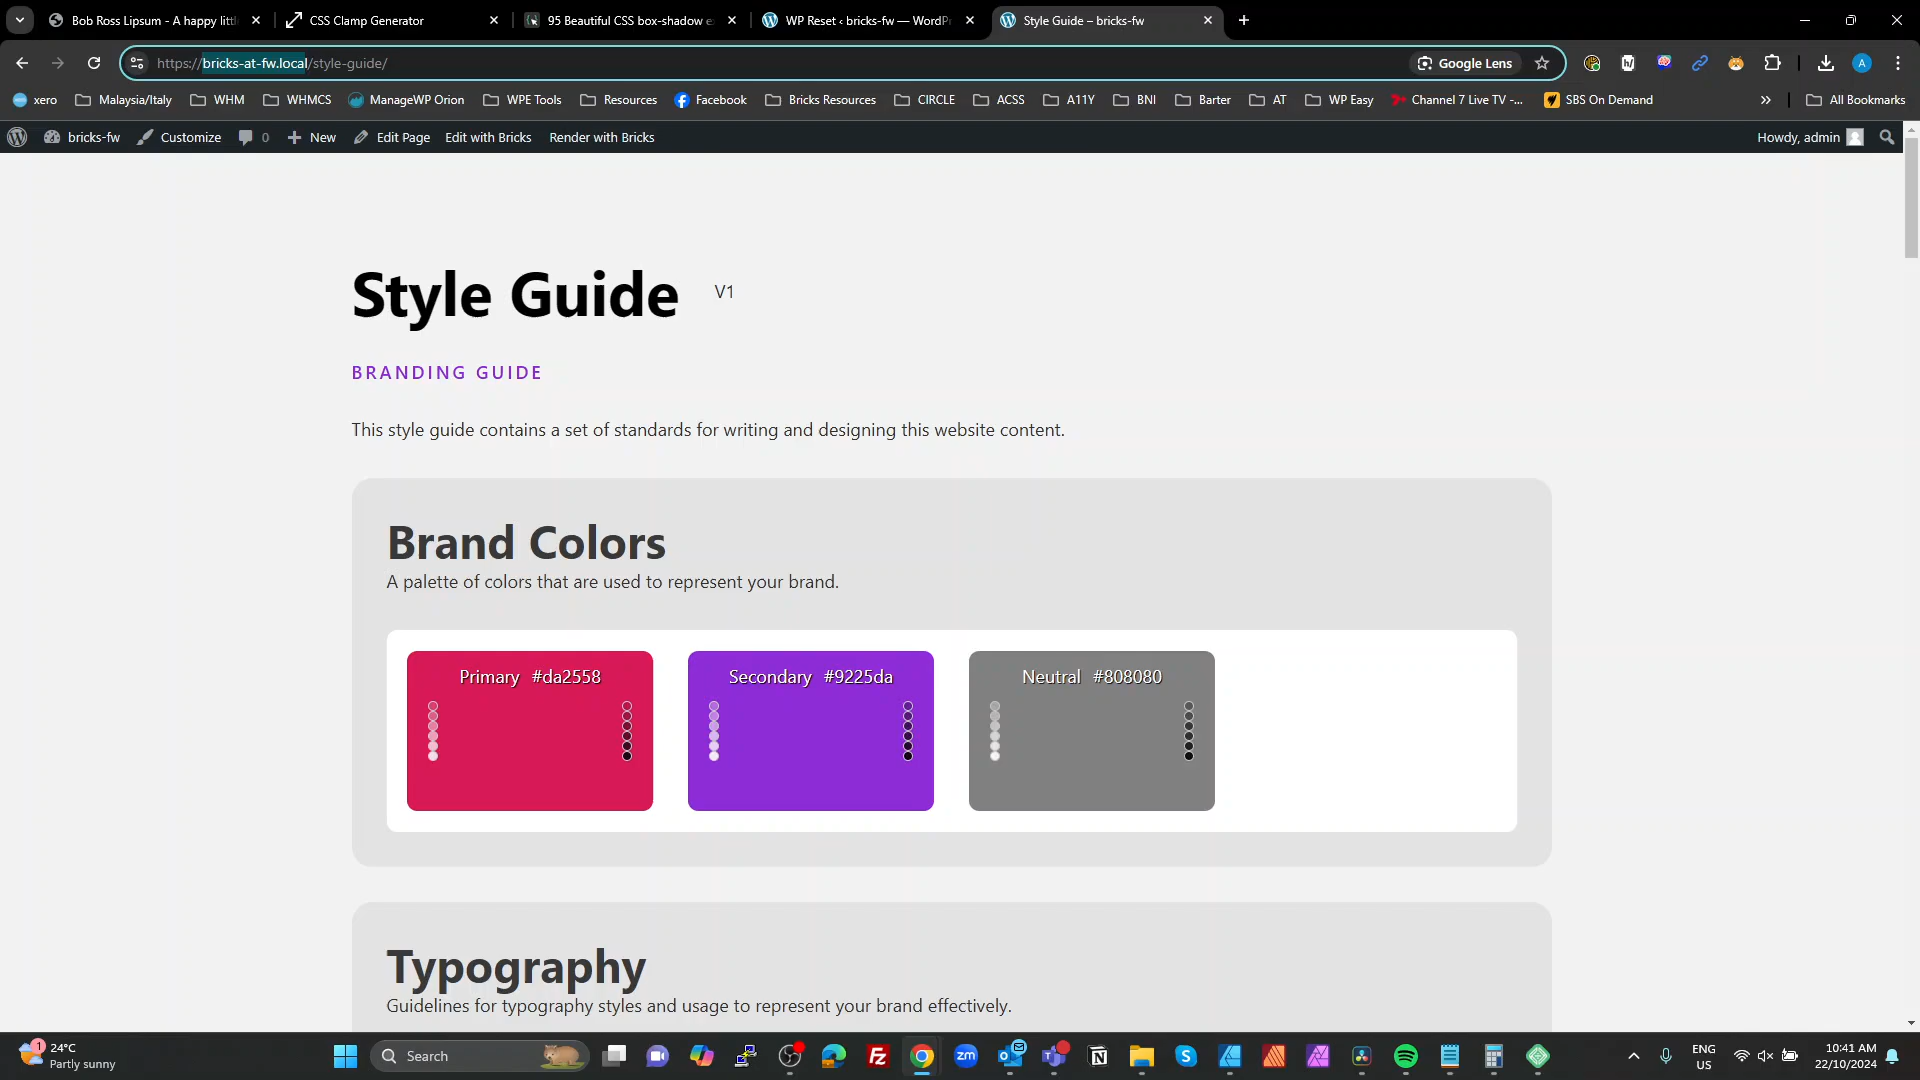 Bob Ross Lipsum - A happy littl
CSS Clamp Generator
95 Beautiful CSS box-shadow e
WP Reset ‹ bricks-fw — WordPr
Style Guide – bricks-fw
https://bricks-at-fw.local/style-guide/
Google Lens
xero
Malaysia/Italy
WHM
WHMCS
ManageWP Orion
WPE Tools
Resources
Facebook
Bricks Resources
CIRCLE
ACSS
A11Y
BNI
Barter
AT
WP Easy
Channel 7 Live TV -...
SBS On Demand
All Bookmarks
bricks-fw
Customize
0
New
Edit Page
Edit with Bricks
Render with Bricks
Howdy, admin
Style Guide V1
BRANDING GUIDE
This style guide contains a set of standards for writing and designing this website content.
Brand Colors
A palette of colors that are used to represent your brand.
Primary #da2558
Secondary #9225da
Neutral #808080
Typography
Guidelines for typography styles and usage to represent your brand effectively.
1
24°C
Partly sunny
Search
zm
ENG
US
10:41 AM
22/10/2024